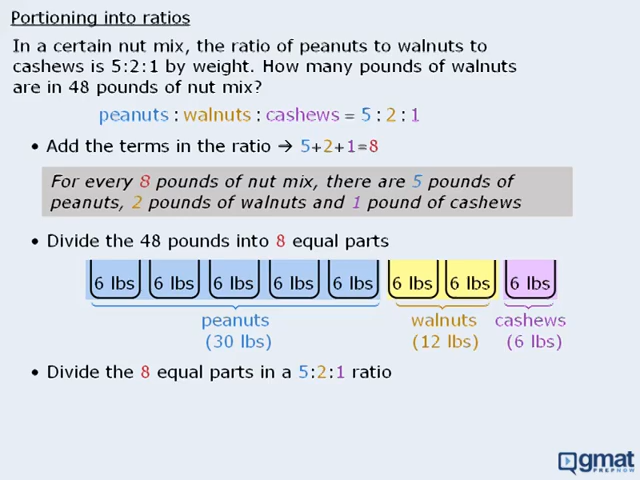 Portioning into ratios
In a certain nut mix, the ratio of peanuts to walnuts to
cashews is 5:2:1 by weight. How many pounds of walnuts
are in 48 pounds of nut mix?
peanuts : walnuts : cashews = 5 : 2 : 1
• Add the terms in the ratio → 5+2+1=8
For every 8 pounds of nut mix, there are 5 pounds of
peanuts, 2 pounds of walnuts and 1 pound of cashews
• Divide the 48 pounds into 8 equal parts
6 lbs 6 lbs 6 lbs 6 lbs 6 lbs 6 lbs 6 lbs 6 lbs
peanuts walnuts cashews
(30 lbs) (12 lbs) (6 lbs)
• Divide the 8 equal parts in a 5:2:1 ratio
gmat
PREP NOW